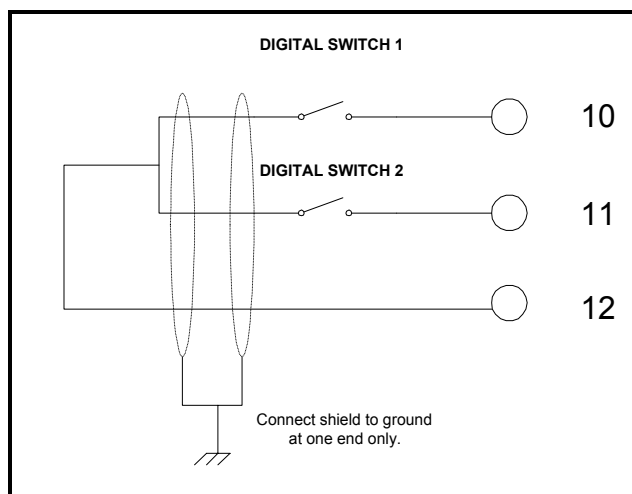 DIGITAL SWITCH 1
10
DIGITAL SWITCH 2
11
12
Connect shield to ground
at one end only.